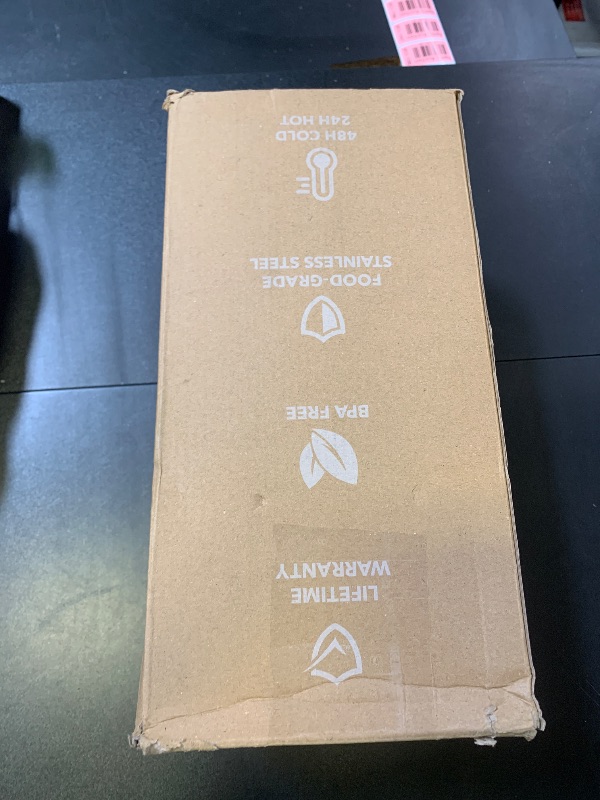 LIFETIME
WARRANTY
BPA FREE
FOOD-GRADE
STAINLESS STEEL
48H COLD
24H HOT